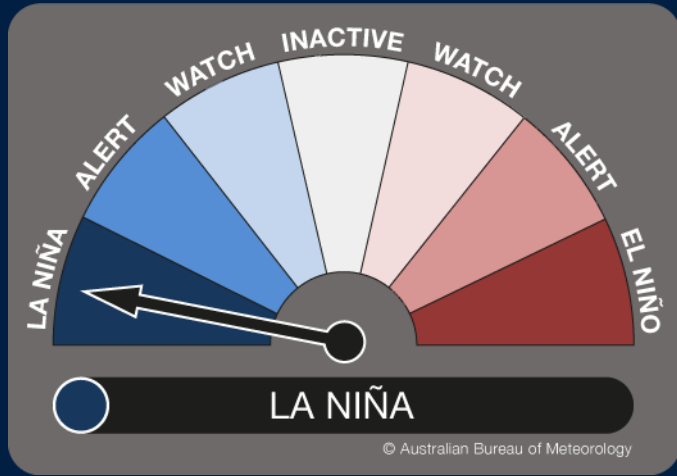 LA NIÑA
ALERT
WATCH
INACTIVE
WATCH
ALERT
EL NIÑO
LA NIÑA
© Australian Bureau of Meteorology